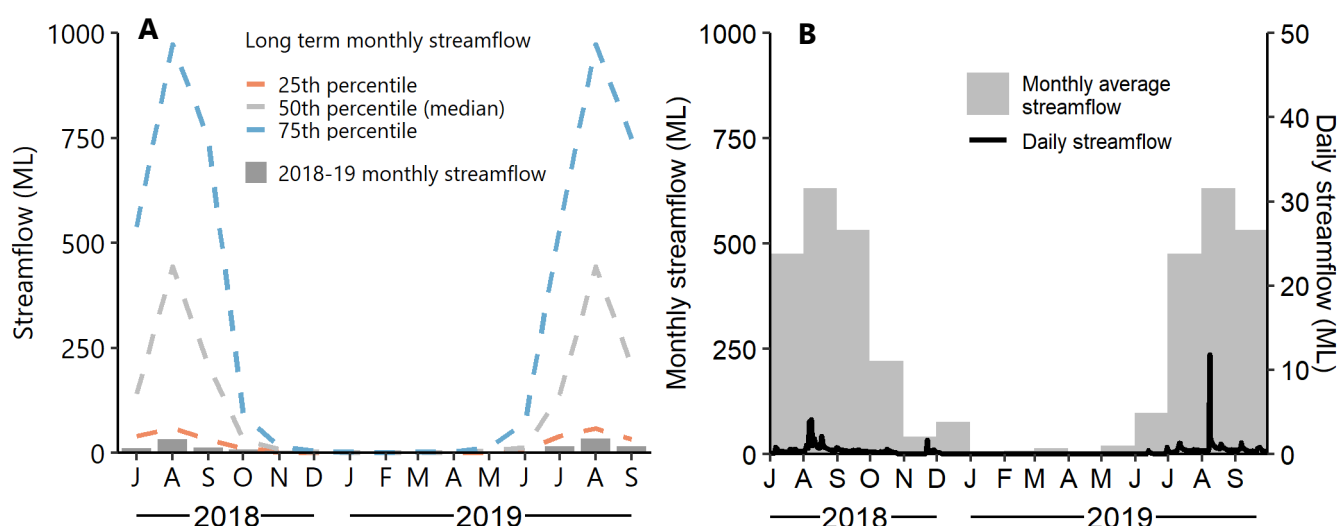 A
Long term monthly streamflow
25th percentile
50th percentile (median)
75th percentile
2018-19 monthly streamflow
Streamflow (ML)
1000
750
500
250
0
J A S O N D J F M A M J J A S
2018 2019
B
Monthly average
streamflow
Daily streamflow
Monthly streamflow (ML)
1000
750
500
250
0
Daily streamflow (ML)
50
40
30
20
10
0
J A S O N D J F M A M J J A S
2018 2019